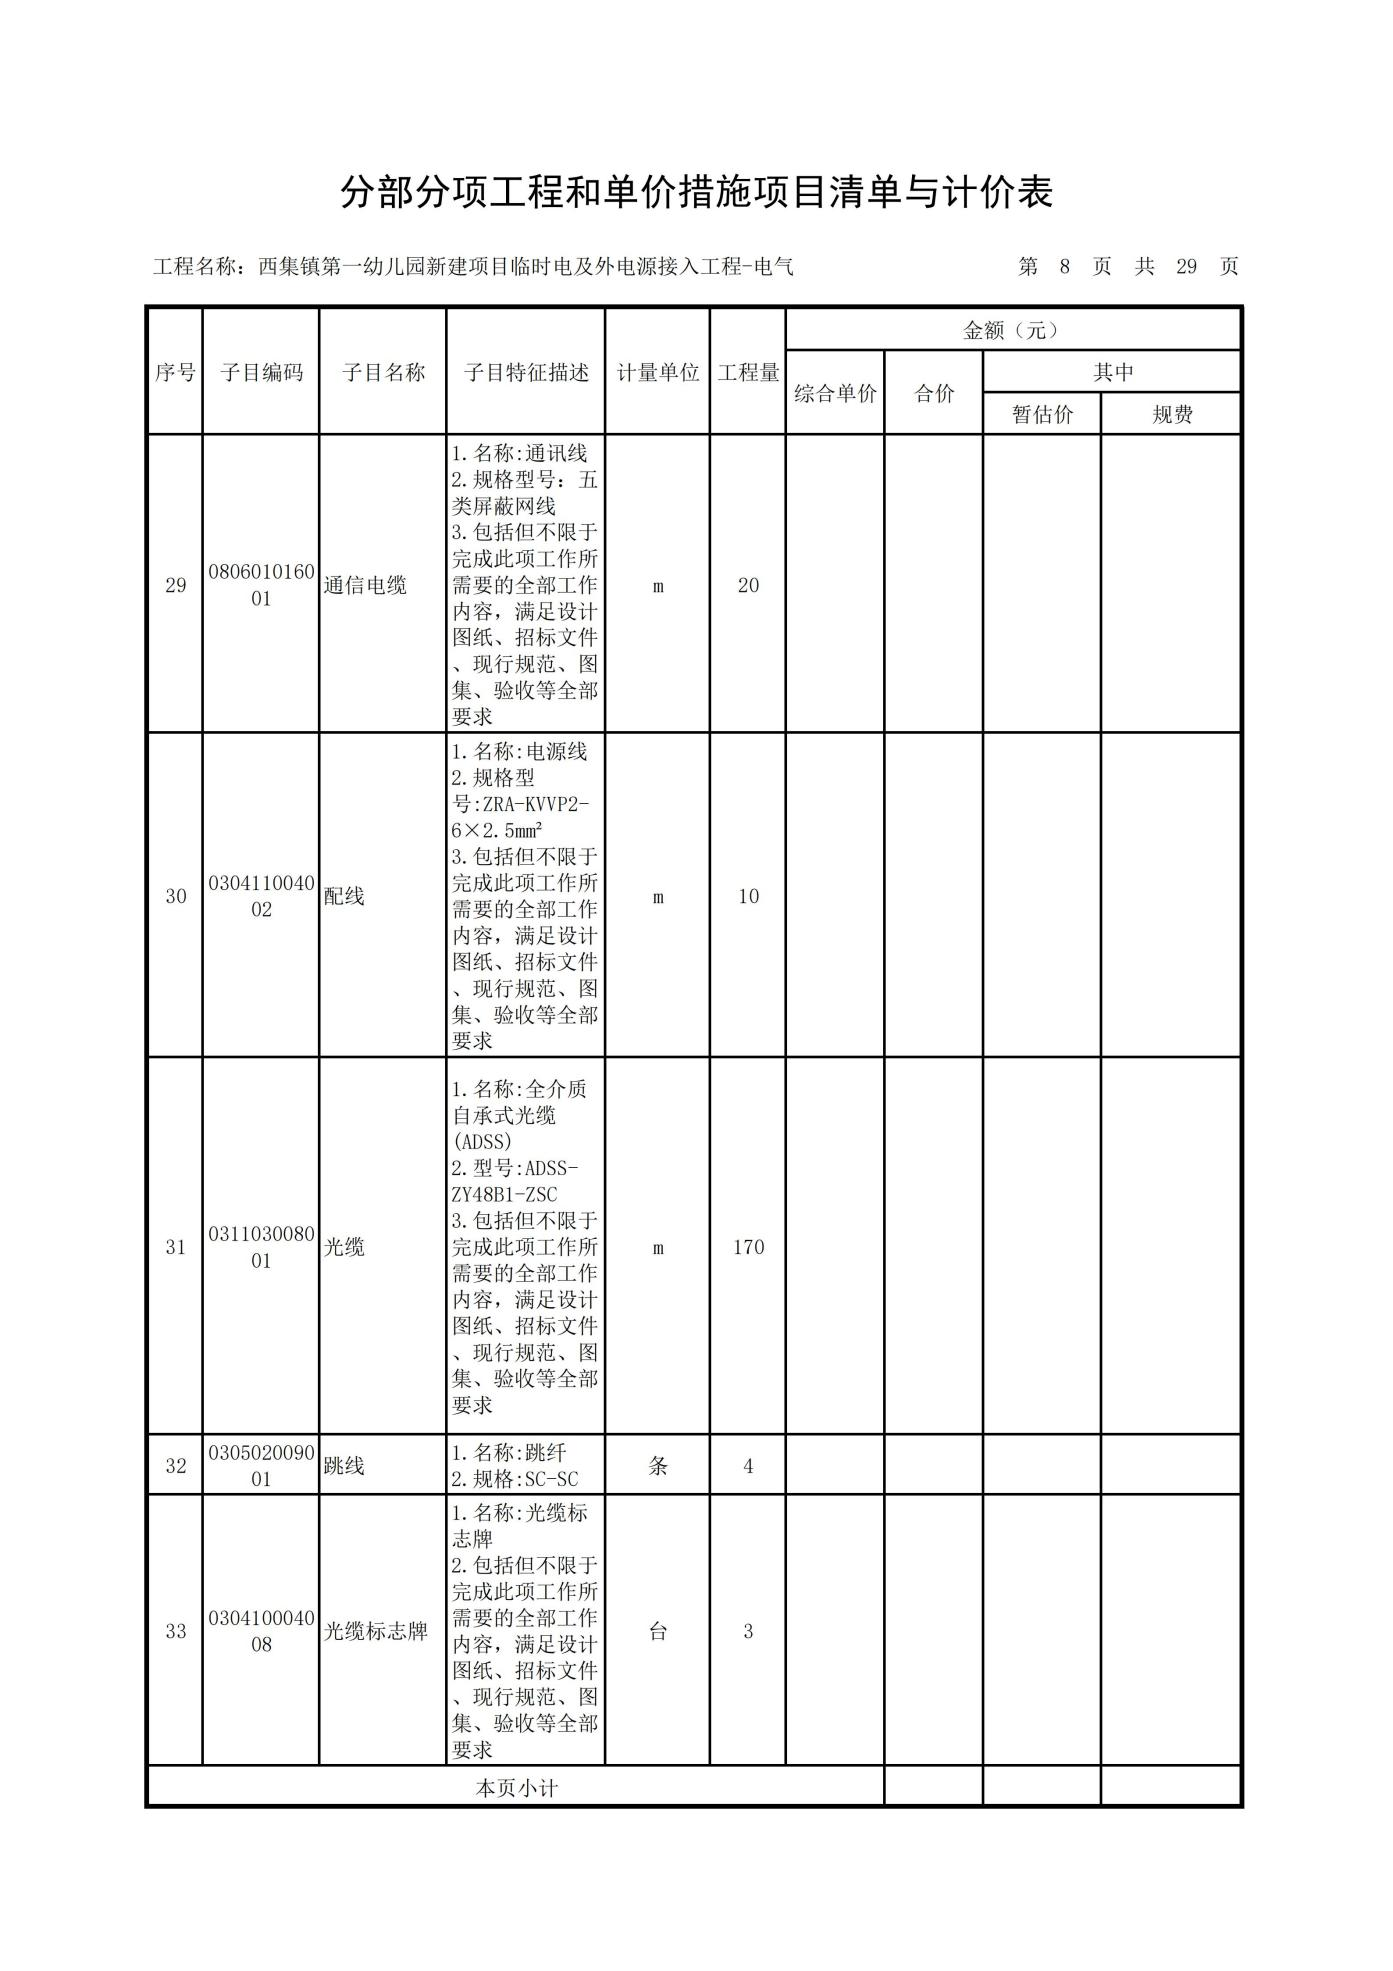 分部分项工程和单价措施项目清单与计价表
工程名称：西集镇第一幼儿园新建项目临时电及外电源接入工程-电气 第 8 页 共 29 页
序号 子目编码 子目名称 子目特征描述 计量单位 工程量 金额（元）
综合单价 合价 其中
暂估价 规费
29
0806010160
01
通信电缆
1.名称:通讯线
2.规格型号：五
类屏蔽网线
3.包括但不限于
完成此项工作所
需要的全部工作
内容，满足设计
图纸、招标文件
、现行规范、图
集、验收等全部
要求
m
20
30
0304110040
02
配线
1.名称:电源线
2.规格型
号:ZRA-KVVP2-
6×2.5mm²
3.包括但不限于
完成此项工作所
需要的全部工作
内容，满足设计
图纸、招标文件
、现行规范、图
集、验收等全部
要求
m
10
31
0311030080
01
光缆
1.名称:全介质
自承式光缆
(ADSS)
2.型号:ADSS-
ZY48B1-ZSC
3.包括但不限于
完成此项工作所
需要的全部工作
内容，满足设计
图纸、招标文件
、现行规范、图
集、验收等全部
要求
m
170
32
0305020090
01
跳线
1.名称:跳纤
2.规格:SC-SC
条
4
33
0304100040
08
光缆标志牌
1.名称:光缆标
志牌
2.包括但不限于
完成此项工作所
需要的全部工作
内容，满足设计
图纸、招标文件
、现行规范、图
集、验收等全部
要求
台
3
本页小计